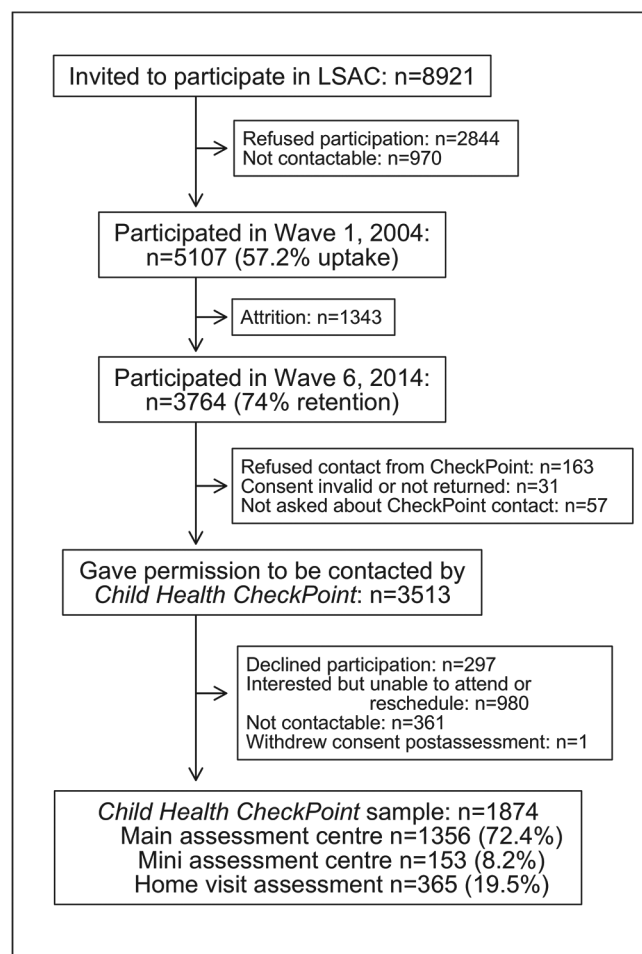 Invited to participate in LSAC: n=8921
Refused participation: n=2844
Not contactable: n=970
Participated in Wave 1, 2004:
n=5107 (57.2% uptake)
Attrition: n=1343
Participated in Wave 6, 2014:
n=3764 (74% retention)
Refused contact from CheckPoint: n=163
Consent invalid or not returned: n=31
Not asked about CheckPoint contact: n=57
Gave permission to be contacted by
Child Health CheckPoint: n=3513
Declined participation: n=297
Interested but unable to attend or
reschedule: n=980
Not contactable: n=361
Withdrew consent postassessment: n=1
Child Health CheckPoint sample: n=1874
Main assessment centre n=1356 (72.4%)
Mini assessment centre n=153 (8.2%)
Home visit assessment n=365 (19.5%)